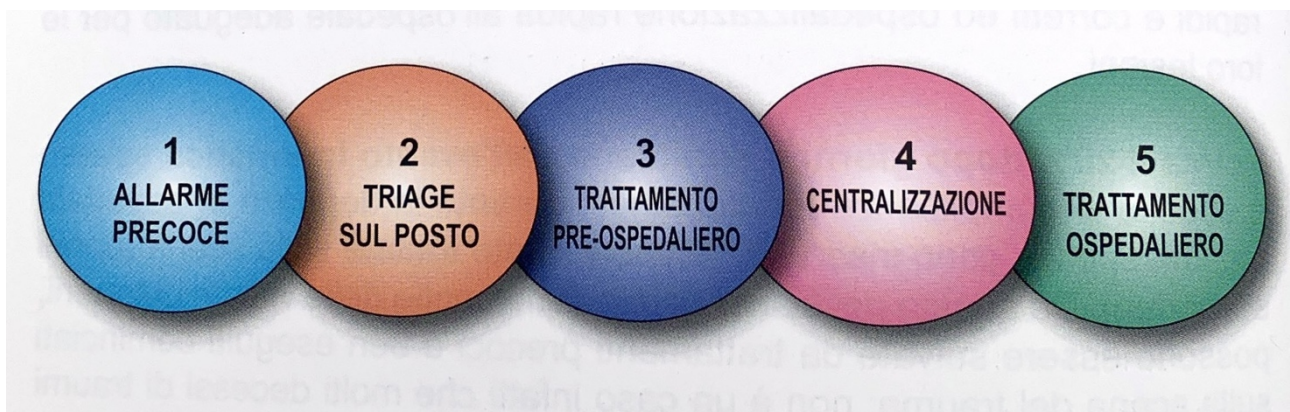 1
ALLARME
PRECOCE
2
TRIAGE
SUL POSTO
3
TRATTAMENTO
PRE-OSPEDALIERO
4
CENTRALIZZAZIONE
5
TRATTAMENTO
OSPEDALIERO